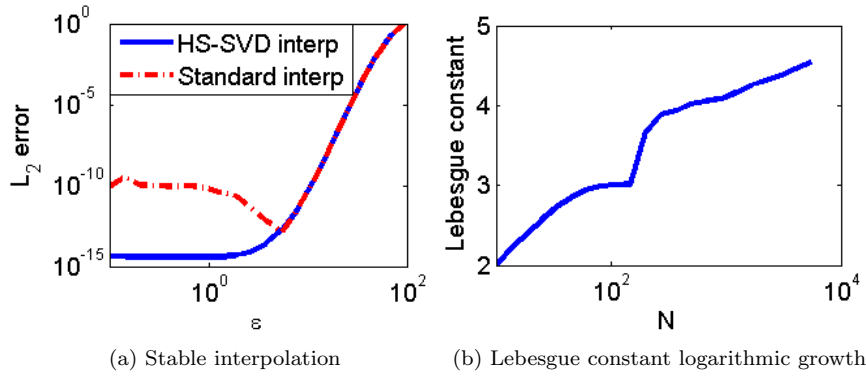 10^0
10^-5
10^-10
10^-15
L_2 error
HS-SVD interp
Standard interp
10^0
10^2
ε
(a) Stable interpolation
5
4
3
2
Lebesgue constant
10^2
10^4
N
(b) Lebesgue constant logarithmic growth